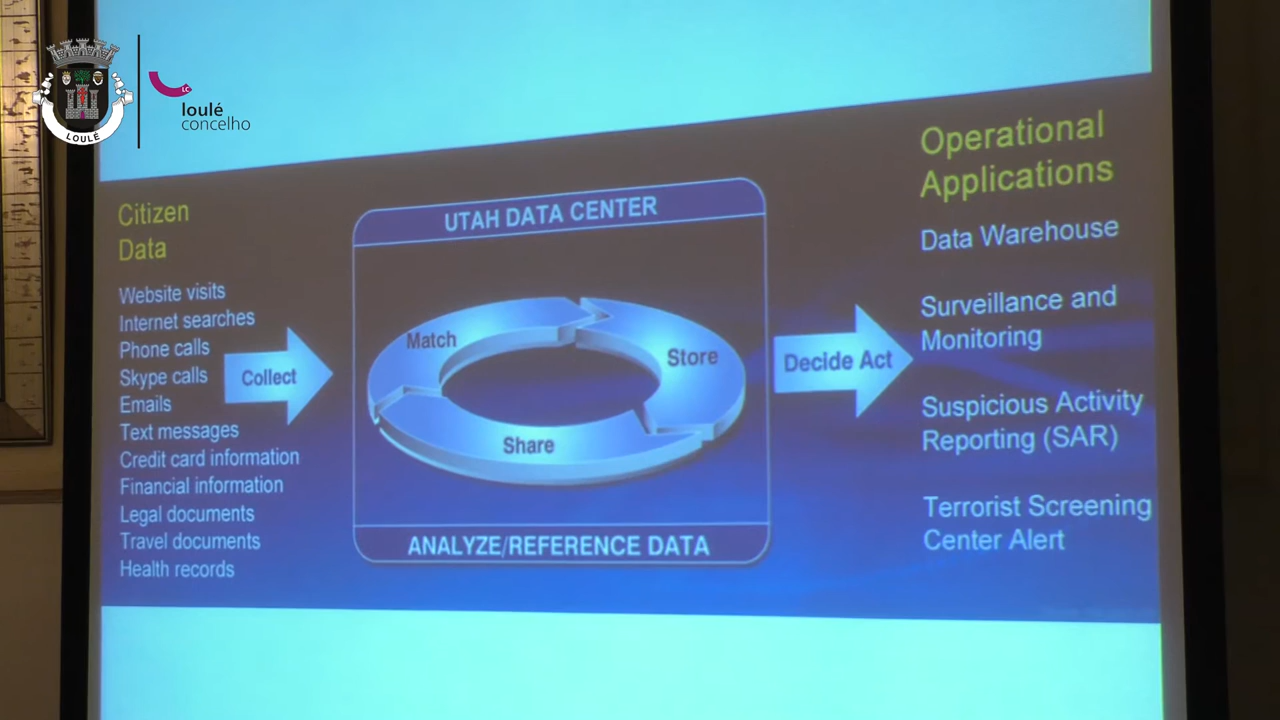 LOULÉ
LC
loulé
concelho
Citizen
Data
Website visits
Internet searches
Phone calls
Skype calls
Emails
Text messages
Credit card information
Financial information
Legal documents
Travel documents
Health records
Collect
UTAH DATA CENTER
Match
Store
Share
ANALYZE/REFERENCE DATA
Decide Act
Operational
Applications
Data Warehouse
Surveillance and
Monitoring
Suspicious Activity
Reporting (SAR)
Terrorist Screening
Center Alert